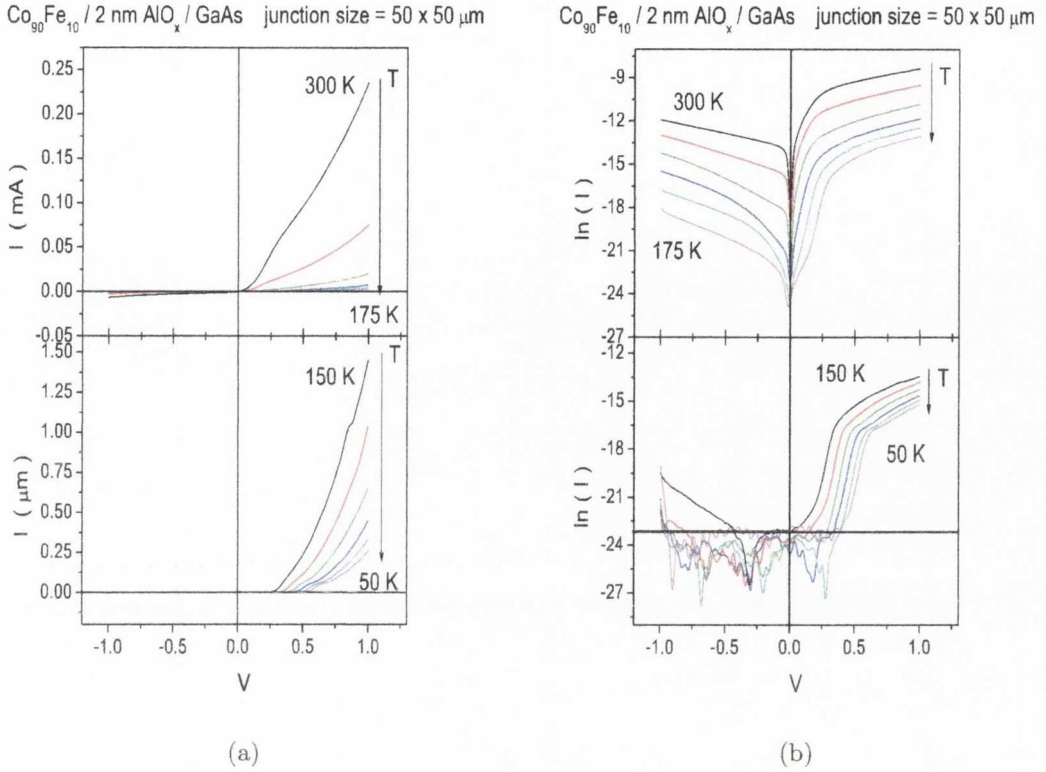 Co90Fe10 / 2 nm AlOx / GaAs junction size = 50 x 50 μm
0.25
0.20
0.15
0.10
0.05
0.00
-0.05
I ( mA )
300 K
T
175 K
1.50
1.25
1.00
0.75
0.50
0.25
0.00
I ( μm )
150 K
T
50 K
-1.0 -0.5 0.0 0.5 1.0
V
(a)
Co90Fe10 / 2 nm AlOx / GaAs junction size = 50 x 50 μm
-9
-12
-15
-18
-21
-24
-27
ln ( I )
300 K
T
175 K
-12
-15
-18
-21
-24
-27
ln ( I )
150 K
T
50 K
-1.0 -0.5 0.0 0.5 1.0
V
(b)